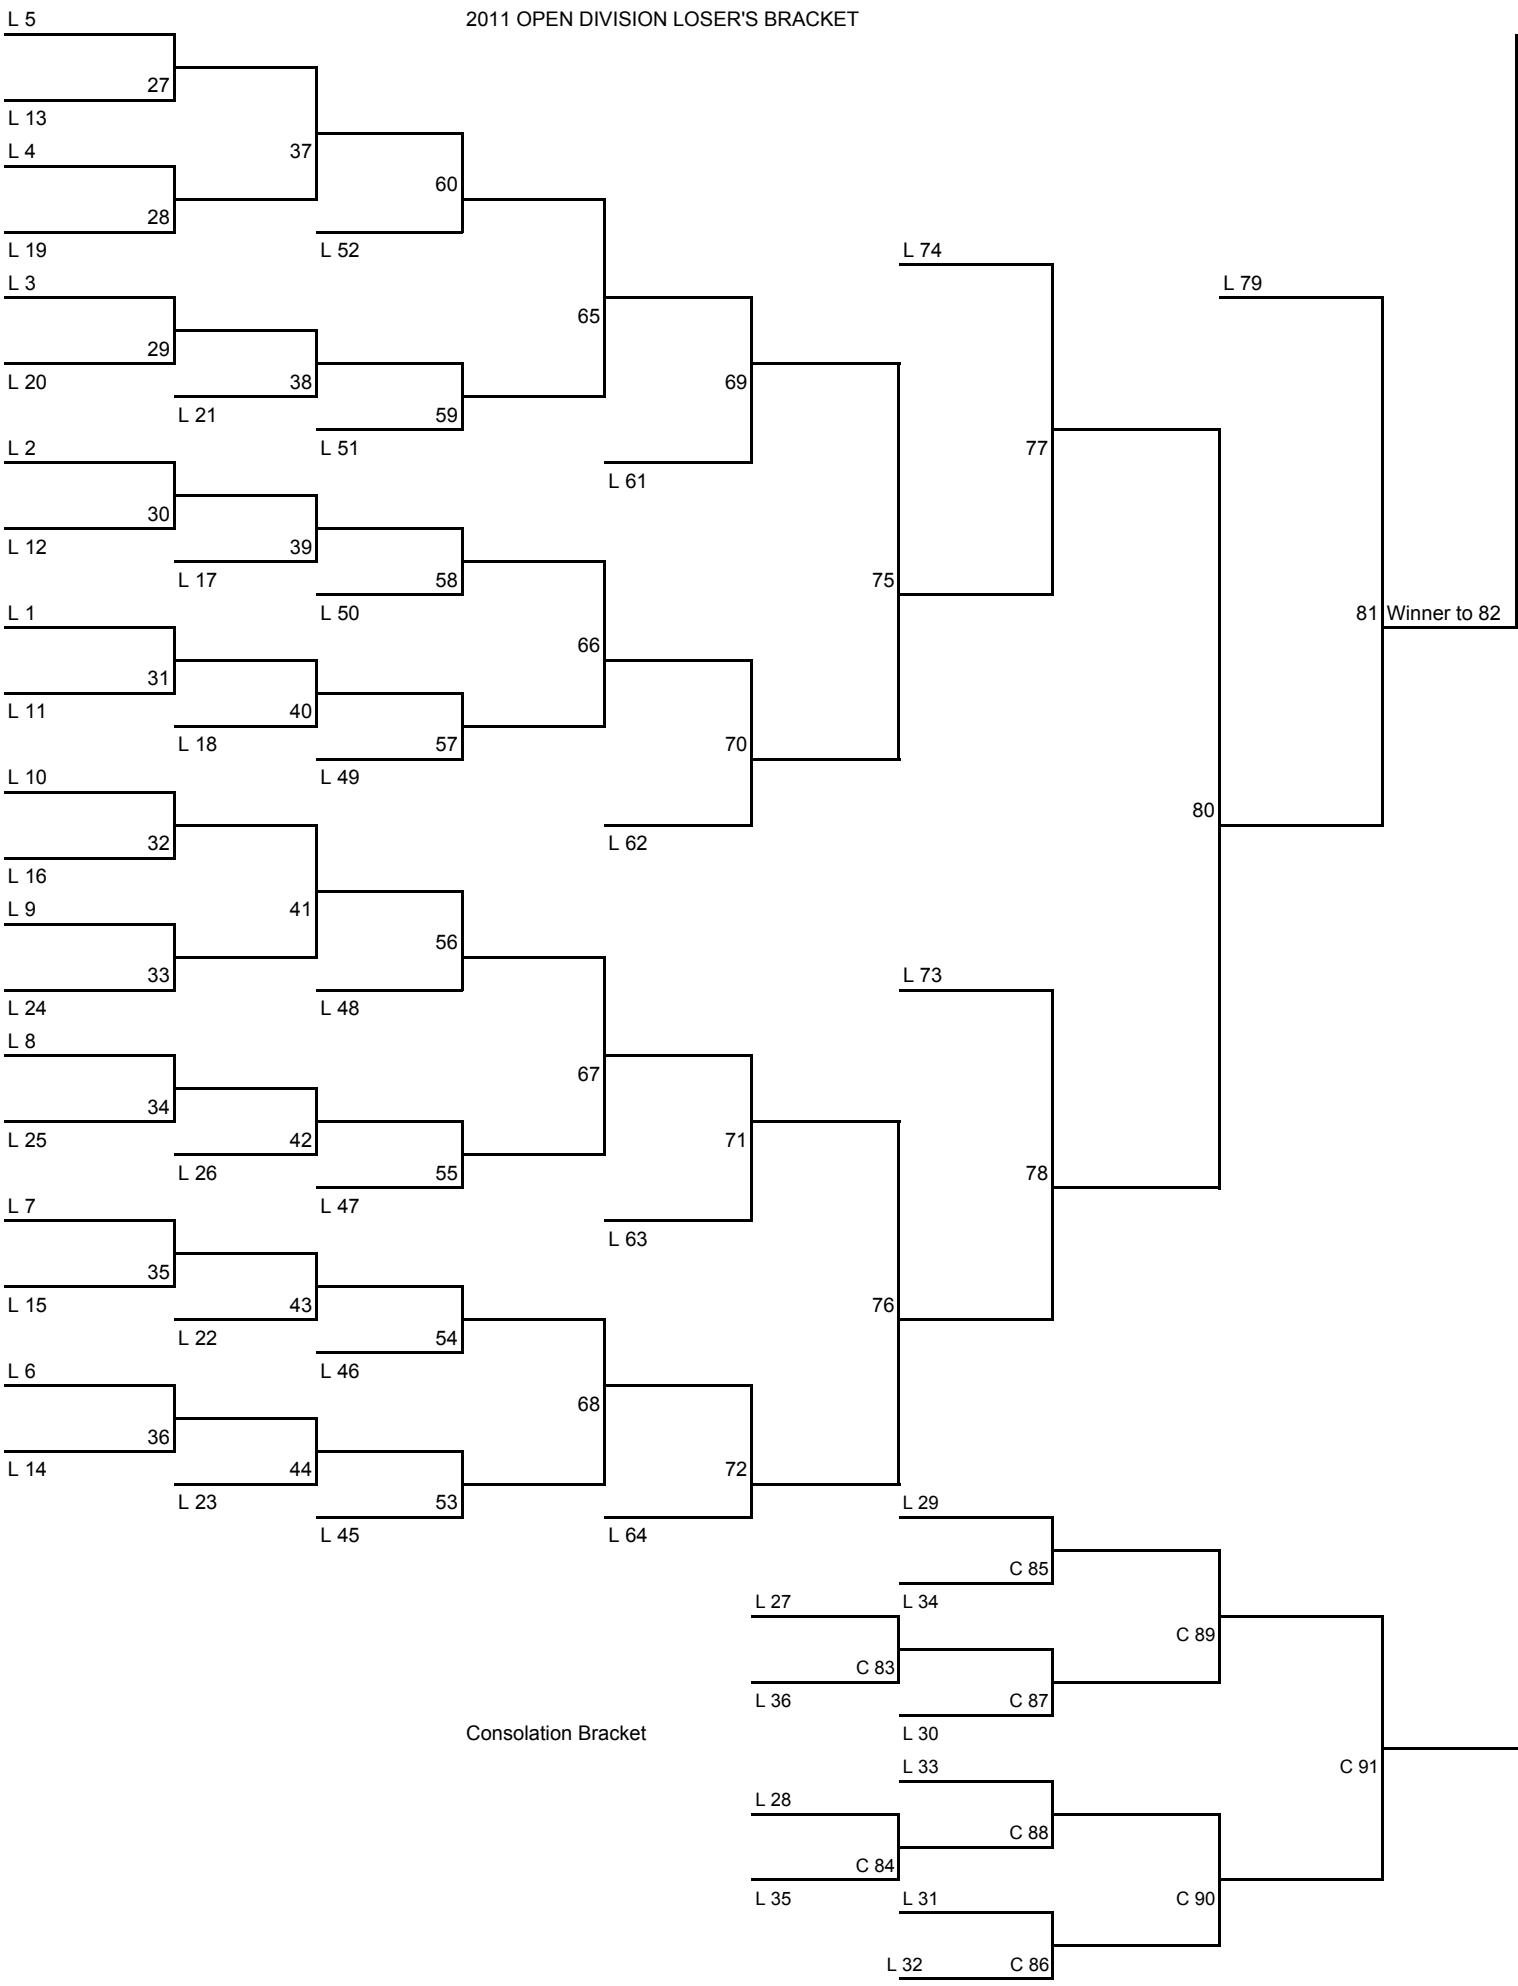 L 5
2011 OPEN DIVISION LOSER'S BRACKET
27
L 13
L 4
37
60
28
L 19
L 52
L 74
L 3
L 79
65
29
L 20
38
69
L 21
59
L 2
L 51
77
L 61
30
L 12
39
L 17
58
75
L 1
L 50
81 Winner to 82
66
31
L 11
40
L 18
57
70
L 10
L 49
80
32
L 62
L 16
L 9
41
56
33
L 73
L 24
L 48
L 8
67
34
L 25
42
71
L 26
55
78
L 7
L 47
L 63
35
L 15
43
76
L 22
54
L 6
L 46
68
36
L 14
44
72
L 23
53
L 29
L 45
L 64
C 85
L 27
L 34
C 89
C 83
L 36
C 87
Consolation Bracket
L 30
L 33
C 91
L 28
C 88
C 84
L 35
L 31
C 90
L 32
C 86